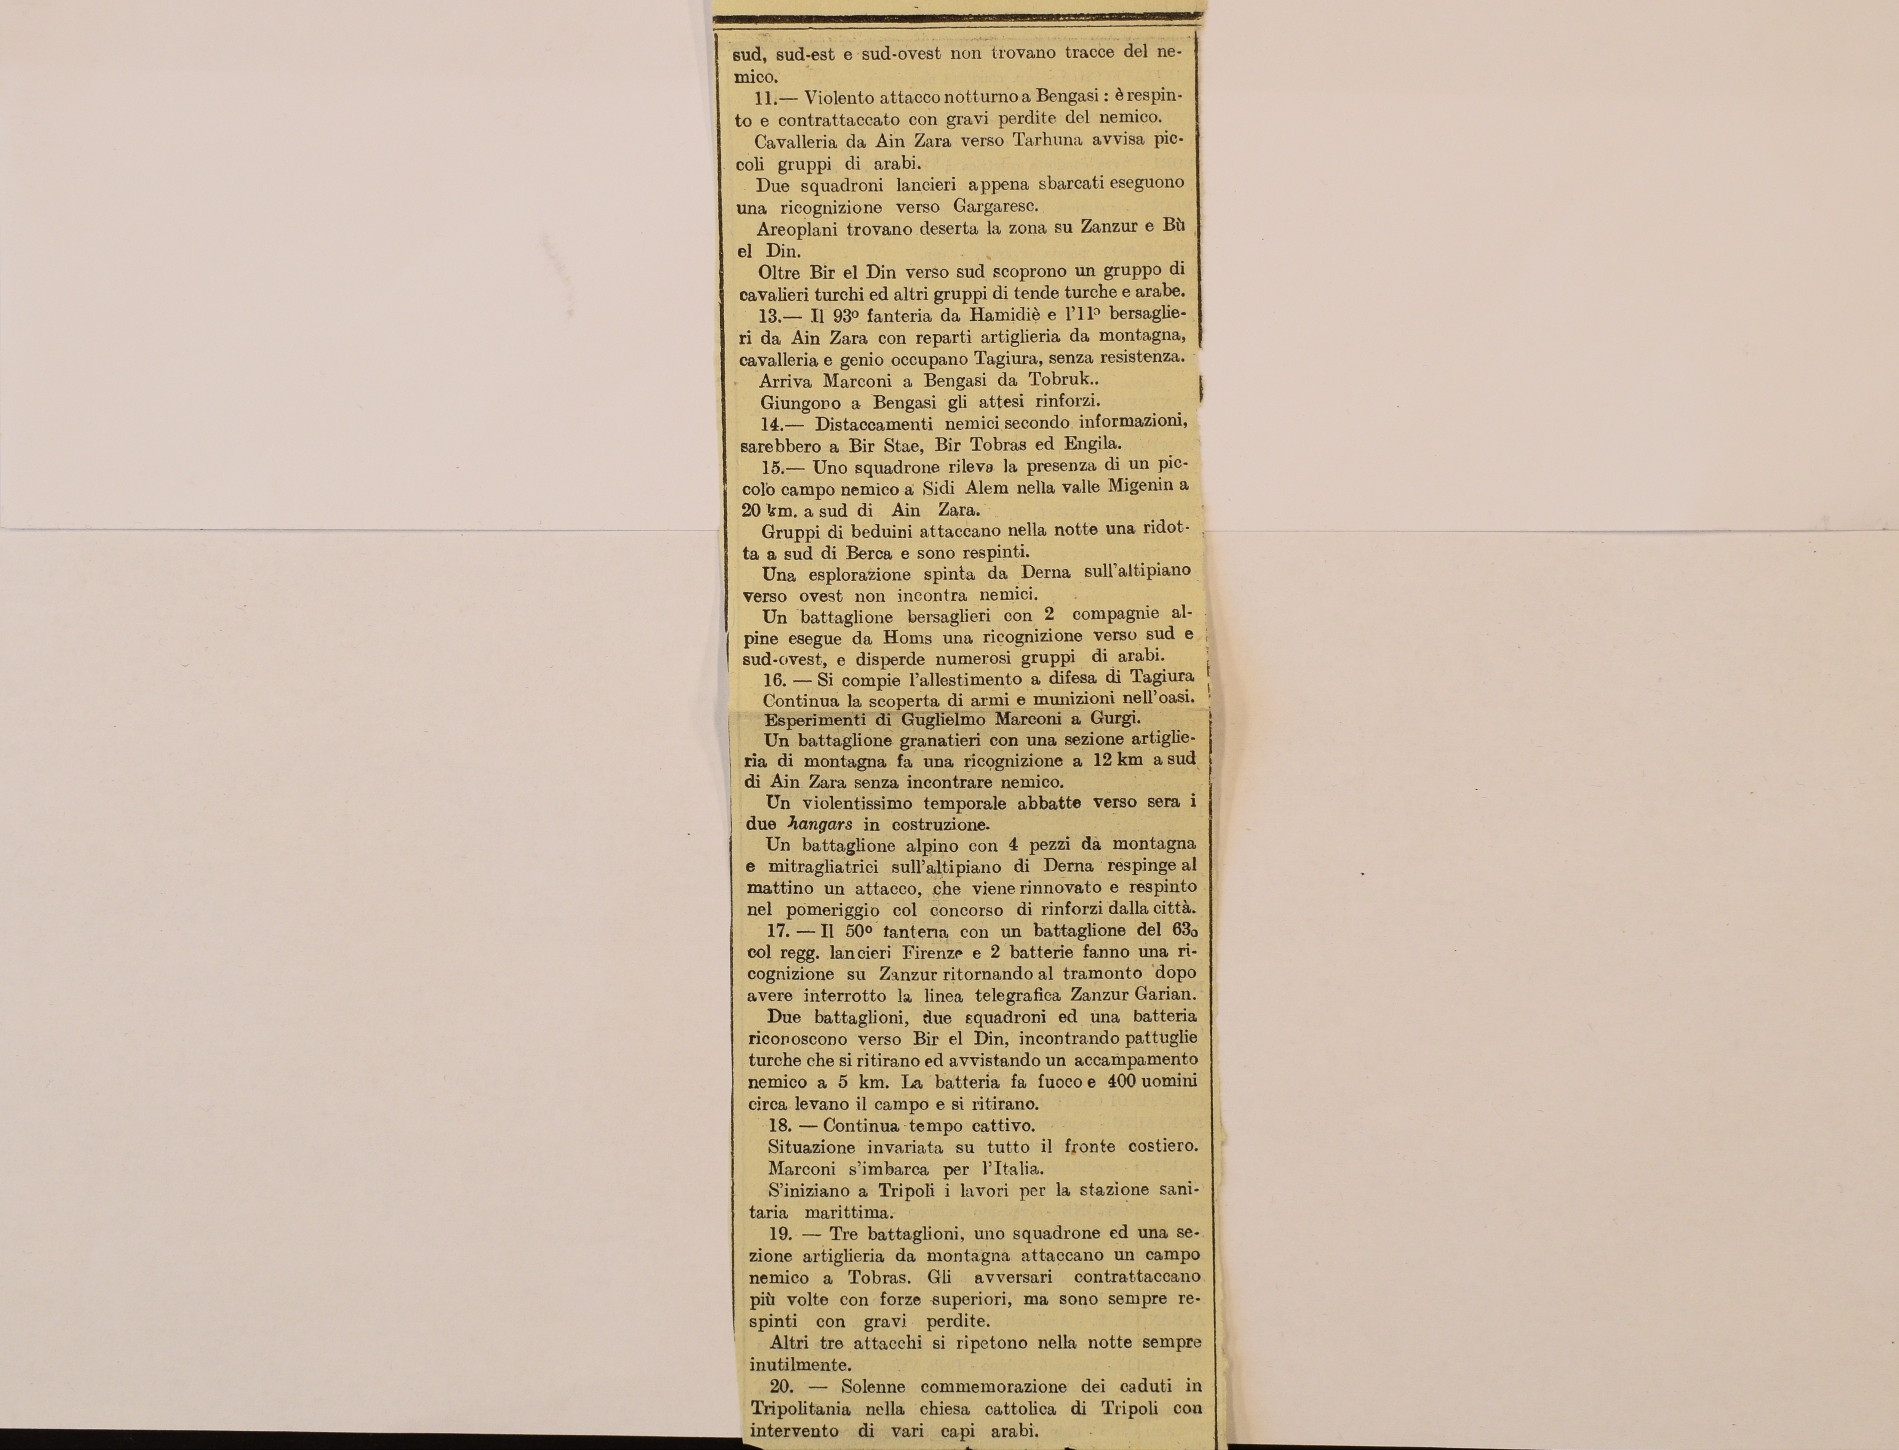 sud, sud-est e sud-ovest non trovano tracce del ne-
mico.
11.— Violento attacco notturno a Bengasi : è respin-
to e contrattaccato con gravi perdite del nemico.
Cavalleria da Ain Zara verso Tarhuna avvisa pic-
coli gruppi di arabi.
Due squadroni lancieri appena sbarcati eseguono
una ricognizione verso Gargaresc.
Areoplani trovano deserta la zona su Zanzur e Bù
el Din.
Oltre Bir el Din verso sud scoprono un gruppo di
cavalieri turchi ed altri gruppi di tende turche e arabe.
13.— Il 93º fanteria da Hamidiè e l'11º bersaglie-
ri da Ain Zara con reparti artiglieria da montagna,
cavalleria e genio occupano Tagiura, senza resistenza.
Arriva Marconi a Bengasi da Tobruk..
Giungono a Bengasi gli attesi rinforzi.
14.— Distaccamenti nemici secondo informazioni,
sarebbero a Bir Stae, Bir Tobras ed Engila.
15.— Uno squadrone rileva la presenza di un pic-
colo campo nemico a Sidi Alem nella valle Migenin a
20 km. a sud di Ain Zara.
Gruppi di beduini attaccano nella notte una ridot-
ta a sud di Berca e sono respinti.
Una esplorazione spinta da Derna sull'altipiano
verso ovest non incontra nemici.
Un battaglione bersaglieri con 2 compagnie al-
pine esegue da Homs una ricognizione verso sud e
sud-ovest, e disperde numerosi gruppi di arabi.
16. — Si compie l'allestimento a difesa di Tagiura
Continua la scoperta di armi e munizioni nell'oasi.
Esperimenti di Guglielmo Marconi a Gurgi.
Un battaglione granatieri con una sezione artiglie-
ria di montagna fa una ricognizione a 12 km a sud
di Ain Zara senza incontrare nemico.
Un violentissimo temporale abbatte verso sera i
due hangars in costruzione.
Un battaglione alpino con 4 pezzi da montagna
e mitragliatrici sull'altipiano di Derna respinge al
mattino un attacco, che viene rinnovato e respinto
nel pomeriggio col concorso di rinforzi dalla città.
17. — Il 50º fanteria con un battaglione del 63o
col regg. lancieri Firenze e 2 batterie fanno una ri-
cognizione su Zanzur ritornando al tramonto dopo
avere interrotto la linea telegrafica Zanzur Garian.
Due battaglioni, due squadroni ed una batteria
riconoscono verso Bir el Din, incontrando pattuglie
turche che si ritirano ed avvistando un accampamento
nemico a 5 km. La batteria fa fuoco e 400 uomini
circa levano il campo e si ritirano.
18. — Continua tempo cattivo.
Situazione invariata su tutto il fronte costiero.
Marconi s'imbarca per l'Italia.
S'iniziano a Tripoli i lavori per la stazione sani-
taria marittima.
19. — Tre battaglioni, uno squadrone ed una se-
zione artiglieria da montagna attaccano un campo
nemico a Tobras. Gli avversari contrattaccano
più volte con forze superiori, ma sono sempre re-
spinti con gravi perdite.
Altri tre attacchi si ripetono nella notte sempre
inutilmente.
20. — Solenne commemorazione dei caduti in
Tripolitania nella chiesa cattolica di Tripoli con
intervento di vari capi arabi.